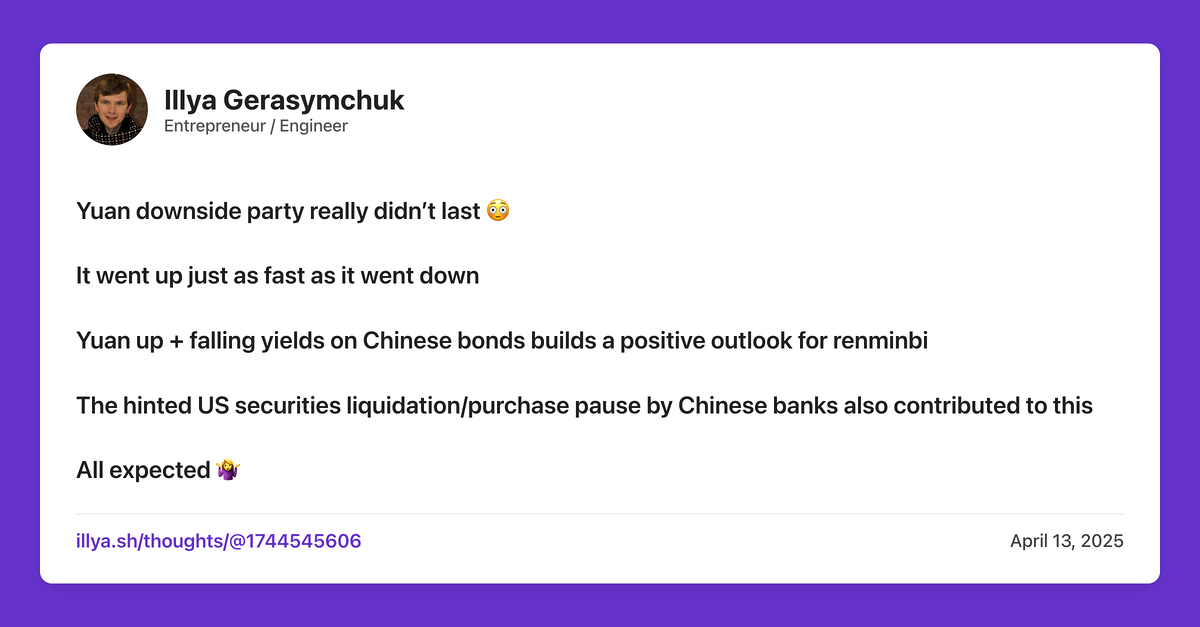 Illya Gerasymchuk
Entrepreneur / Engineer
Yuan downside party really didn’t last 😳
It went up just as fast as it went down
Yuan up + falling yields on Chinese bonds builds a positive outlook for renminbi
The hinted US securities liquidation/purchase pause by Chinese banks also contributed to this
All expected 🤷‍♀️
illya.sh/thoughts/@1744545606
April 13, 2025